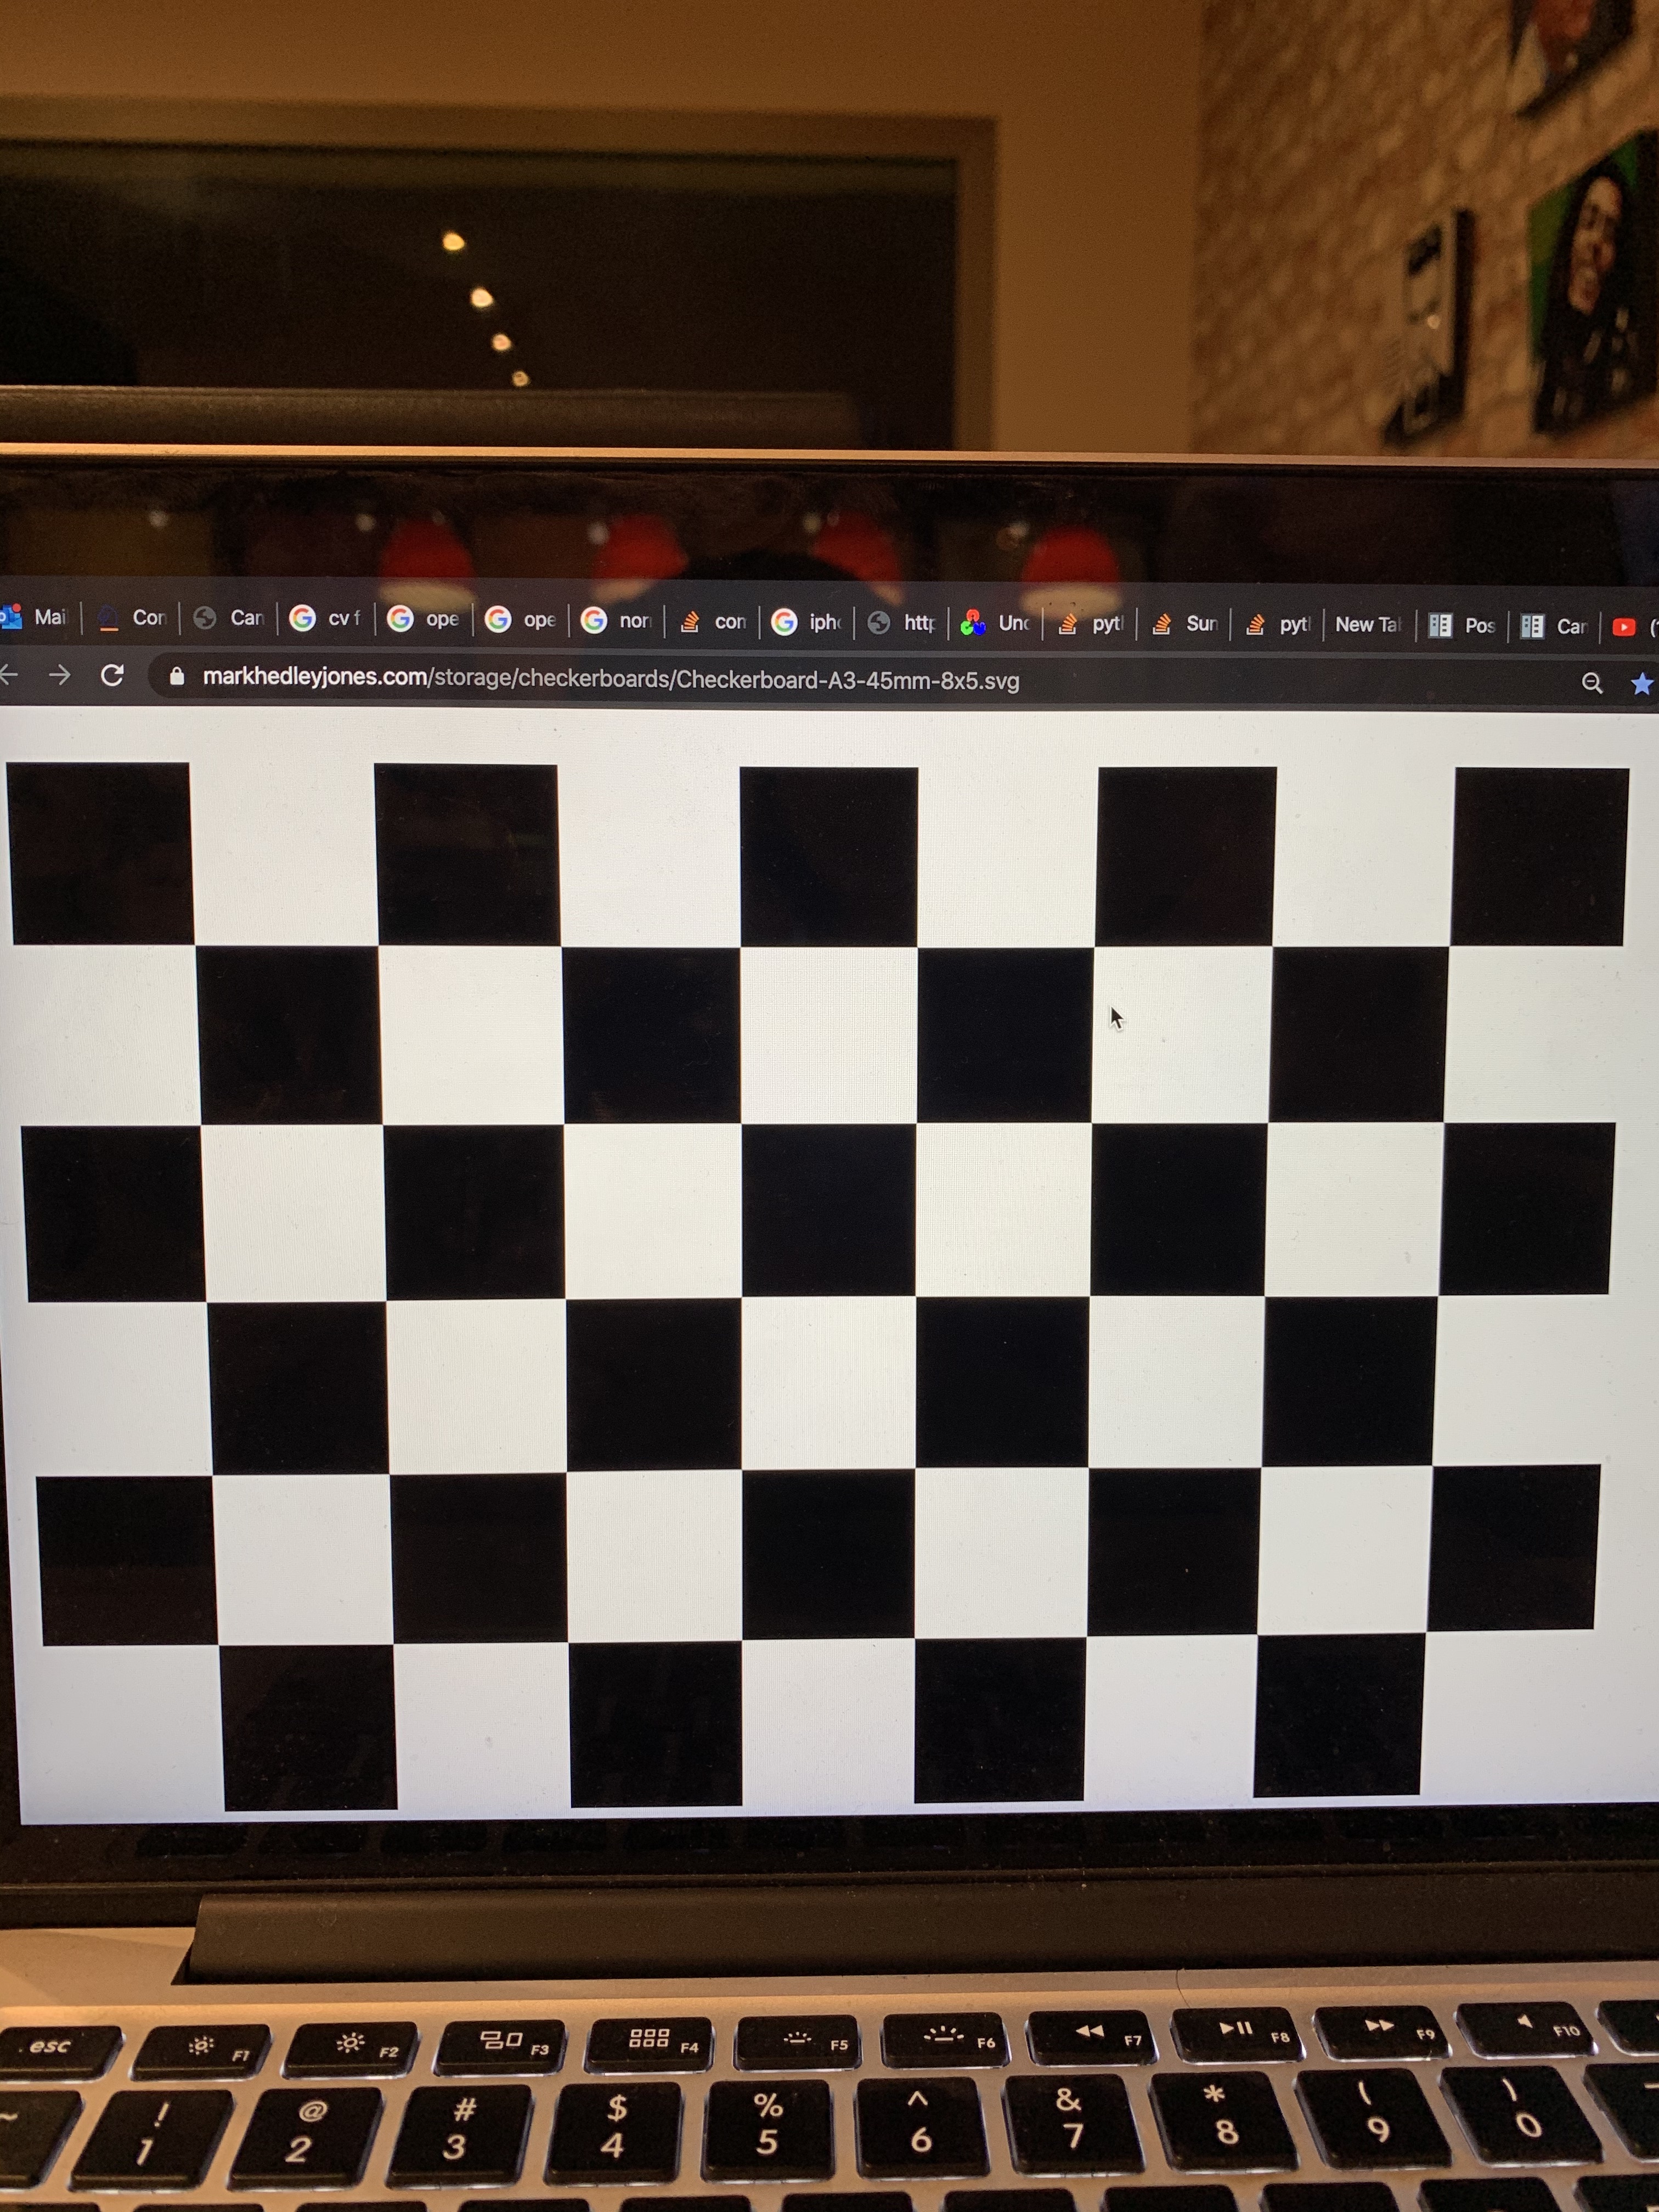 Mai Con Can cv f ope ope nor con iph http Unc pyt Sun pyt New Ta Pos Car
markhedleyjones.com/storage/checkerboards/Checkerboard-A3-45mm-8x5.svg
esc F1 F2 F3 F4 F5 F6 F7 F8 F9 F10
~ ! @ # $ % ^ & * ( )
1 2 3 4 5 6 7 8 9 0